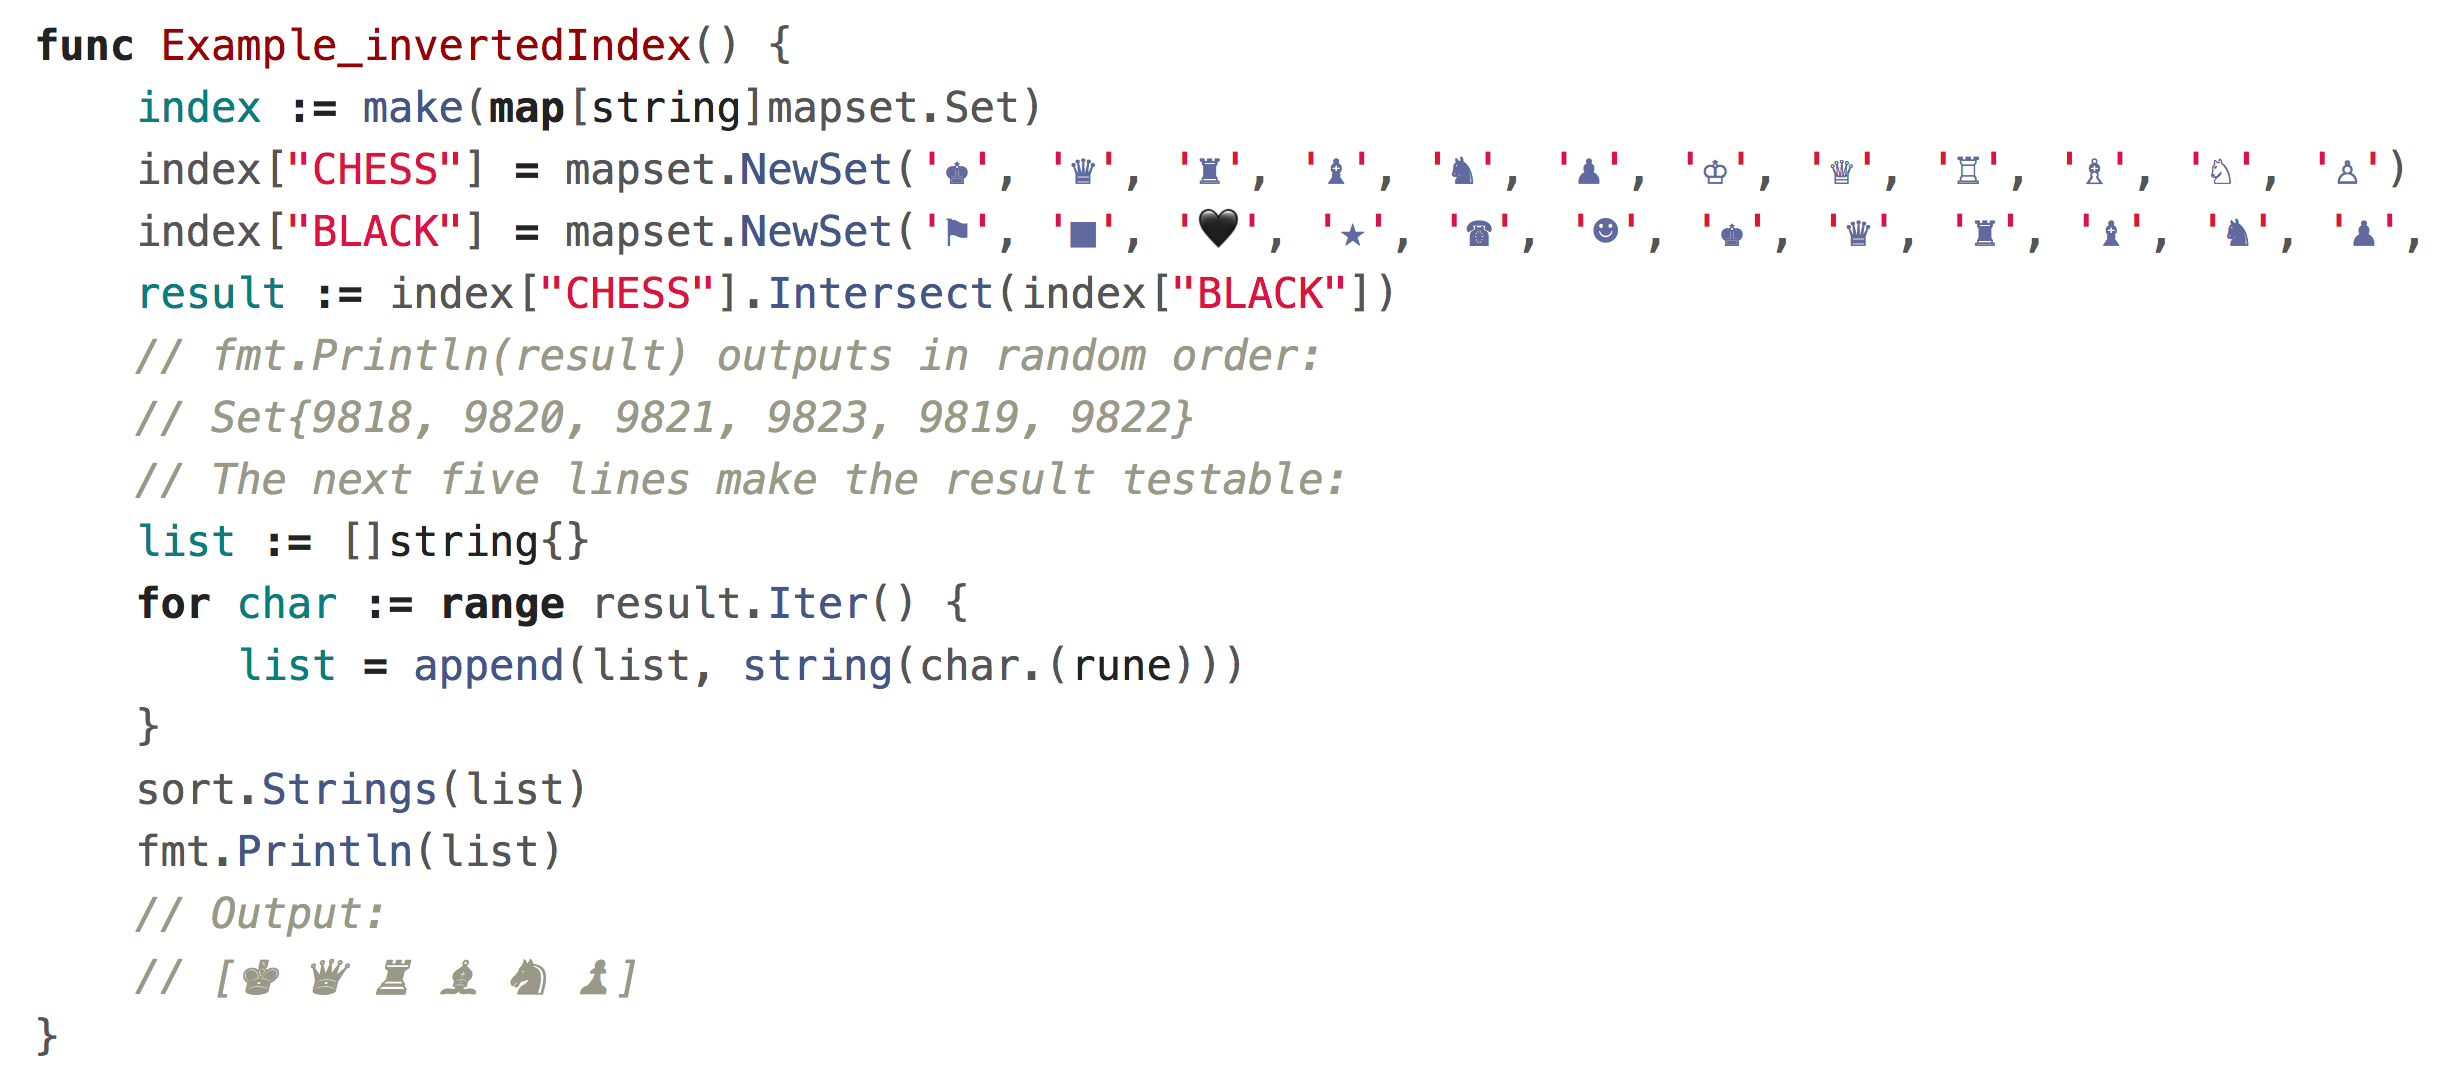 func Example_invertedIndex() {
    index := make(map[string]mapset.Set)
    index["CHESS"] = mapset.NewSet('♚', '♛', '♜', '♝', '♞', '♟', '♔', '♕', '♖', '♗', '♘', '♙')
    index["BLACK"] = mapset.NewSet('⚑', '■', '🖤', '★', '☎', '☻', '♚', '♛', '♜', '♝', '♞', '♟',
    result := index["CHESS"].Intersect(index["BLACK"])
    // fmt.Println(result) outputs in random order:
    // Set{9818, 9820, 9821, 9823, 9819, 9822}
    // The next five lines make the result testable:
    list := []string{}
    for char := range result.Iter() {
        list = append(list, string(char.(rune)))
    }
    sort.Strings(list)
    fmt.Println(list)
    // Output:
    // [♚ ♛ ♜ ♝ ♞ ♟]
}